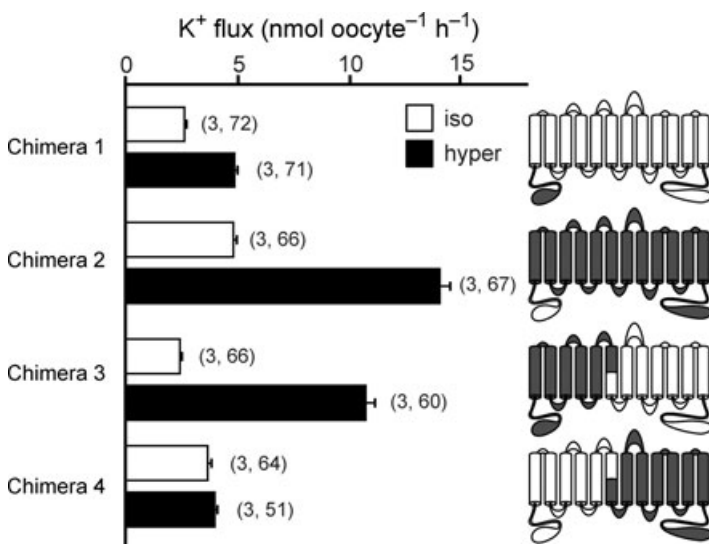 K⁺ flux (nmol oocyte⁻¹ h⁻¹)
0 5 10 15
iso
hyper
Chimera 1
(3, 72)
(3, 71)
Chimera 2
(3, 66)
(3, 67)
Chimera 3
(3, 66)
(3, 60)
Chimera 4
(3, 64)
(3, 51)